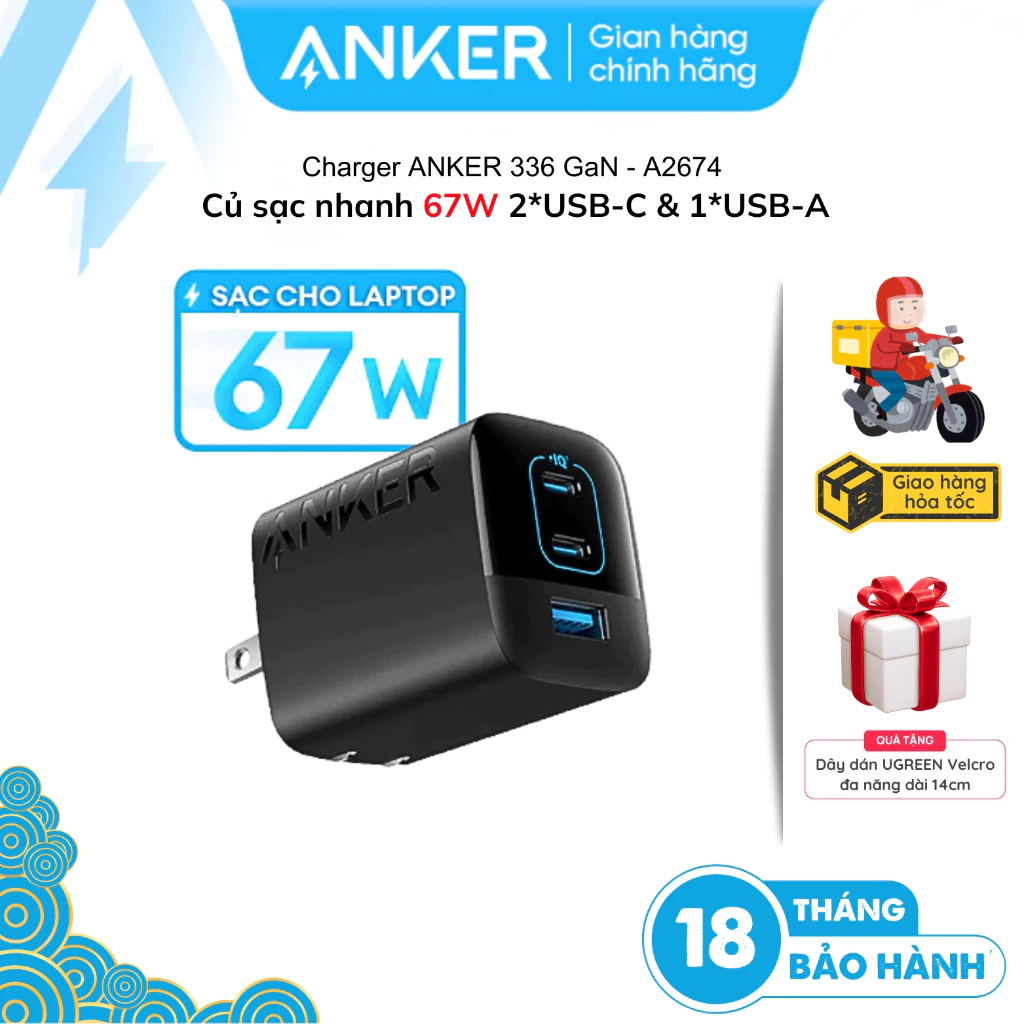 ANKER
Gian hàng
chính hãng
Charger ANKER 336 GaN - A2674
Củ sạc nhanh 67W 2*USB-C & 1*USB-A
SẠC CHO LAPTOP
67W
IQ
ANKER
Giao hàng
hỏa tốc
QUÀ TẶNG
Dây dán UGREEN Velcro
đa năng dài 14cm
18
THÁNG
BẢO HÀNH